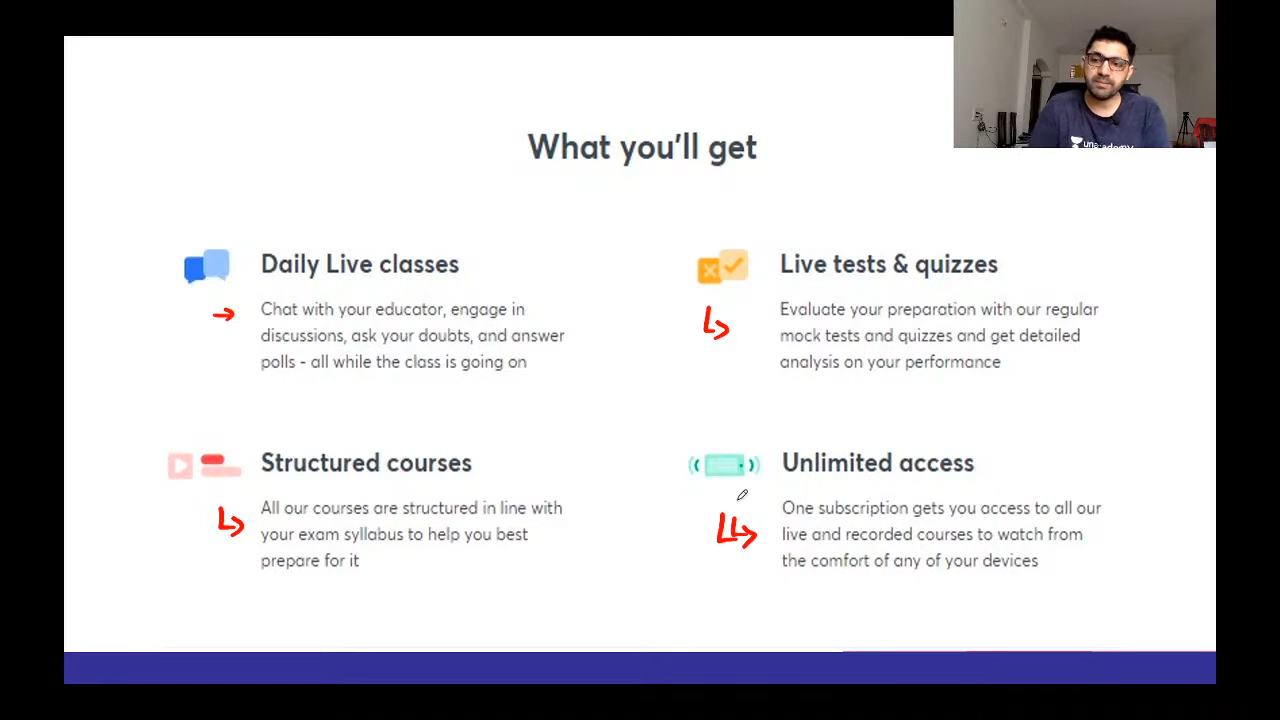 What you'll get
Daily Live classes
Chat with your educator, engage in
discussions, ask your doubts, and answer
polls - all while the class is going on
Live tests & quizzes
Evaluate your preparation with our regular
mock tests and quizzes and get detailed
analysis on your performance
Structured courses
All our courses are structured in line with
your exam syllabus to help you best
prepare for it
Unlimited access
One subscription gets you access to all our
live and recorded courses to watch from
the comfort of any of your devices
unacademy